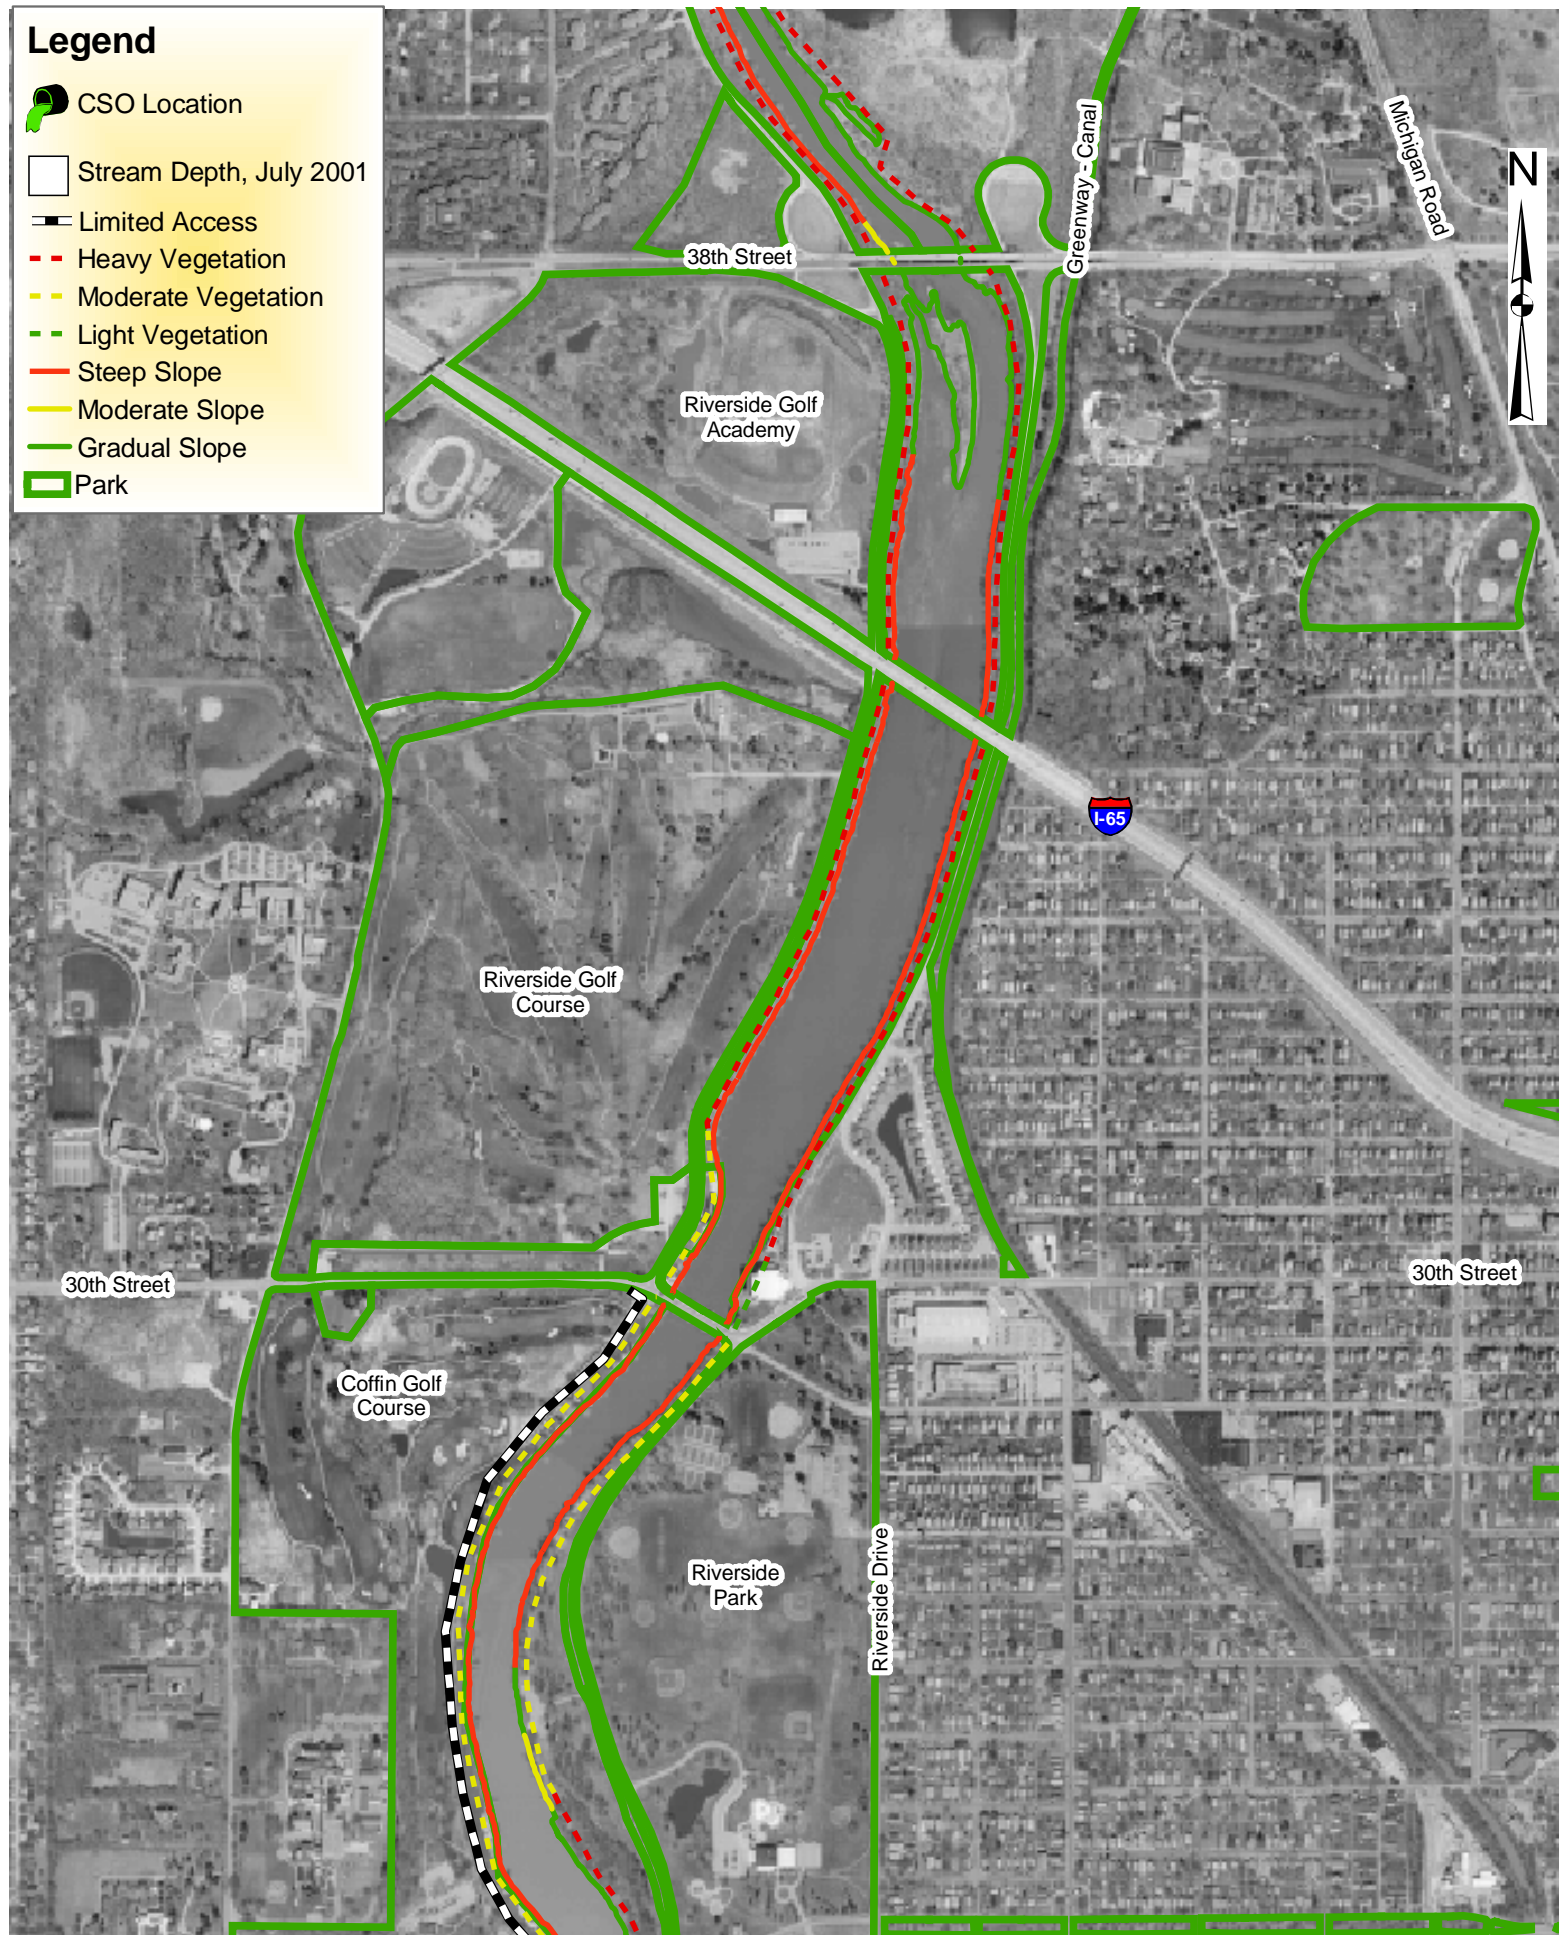 Legend
CSO Location
Stream Depth, July 2001
Limited Access
Heavy Vegetation
Moderate Vegetation
Light Vegetation
Steep Slope
Moderate Slope
Gradual Slope
Park
Greenway - Canal
Michigan Road
N
38th Street
Riverside Golf
Academy
I-65
Riverside Golf
Course
30th Street
30th Street
Coffin Golf
Course
Riverside
Park
Riverside Drive